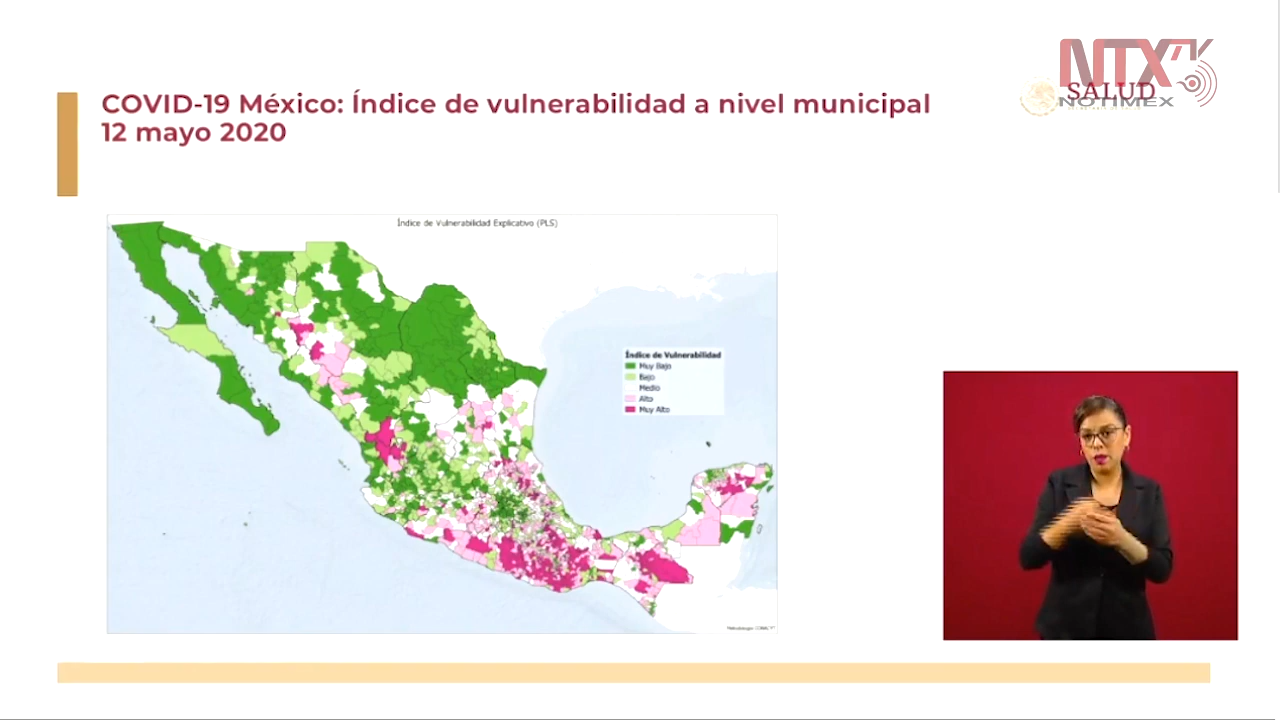 COVID-19 México: Índice de vulnerabilidad a nivel municipal
12 mayo 2020
NTX
SALUD
NOTIMEX
Índice de Vulnerabilidad Explicativo (PLS)
Índice de Vulnerabilidad
Muy Bajo
Bajo
Medio
Alto
Muy Alto